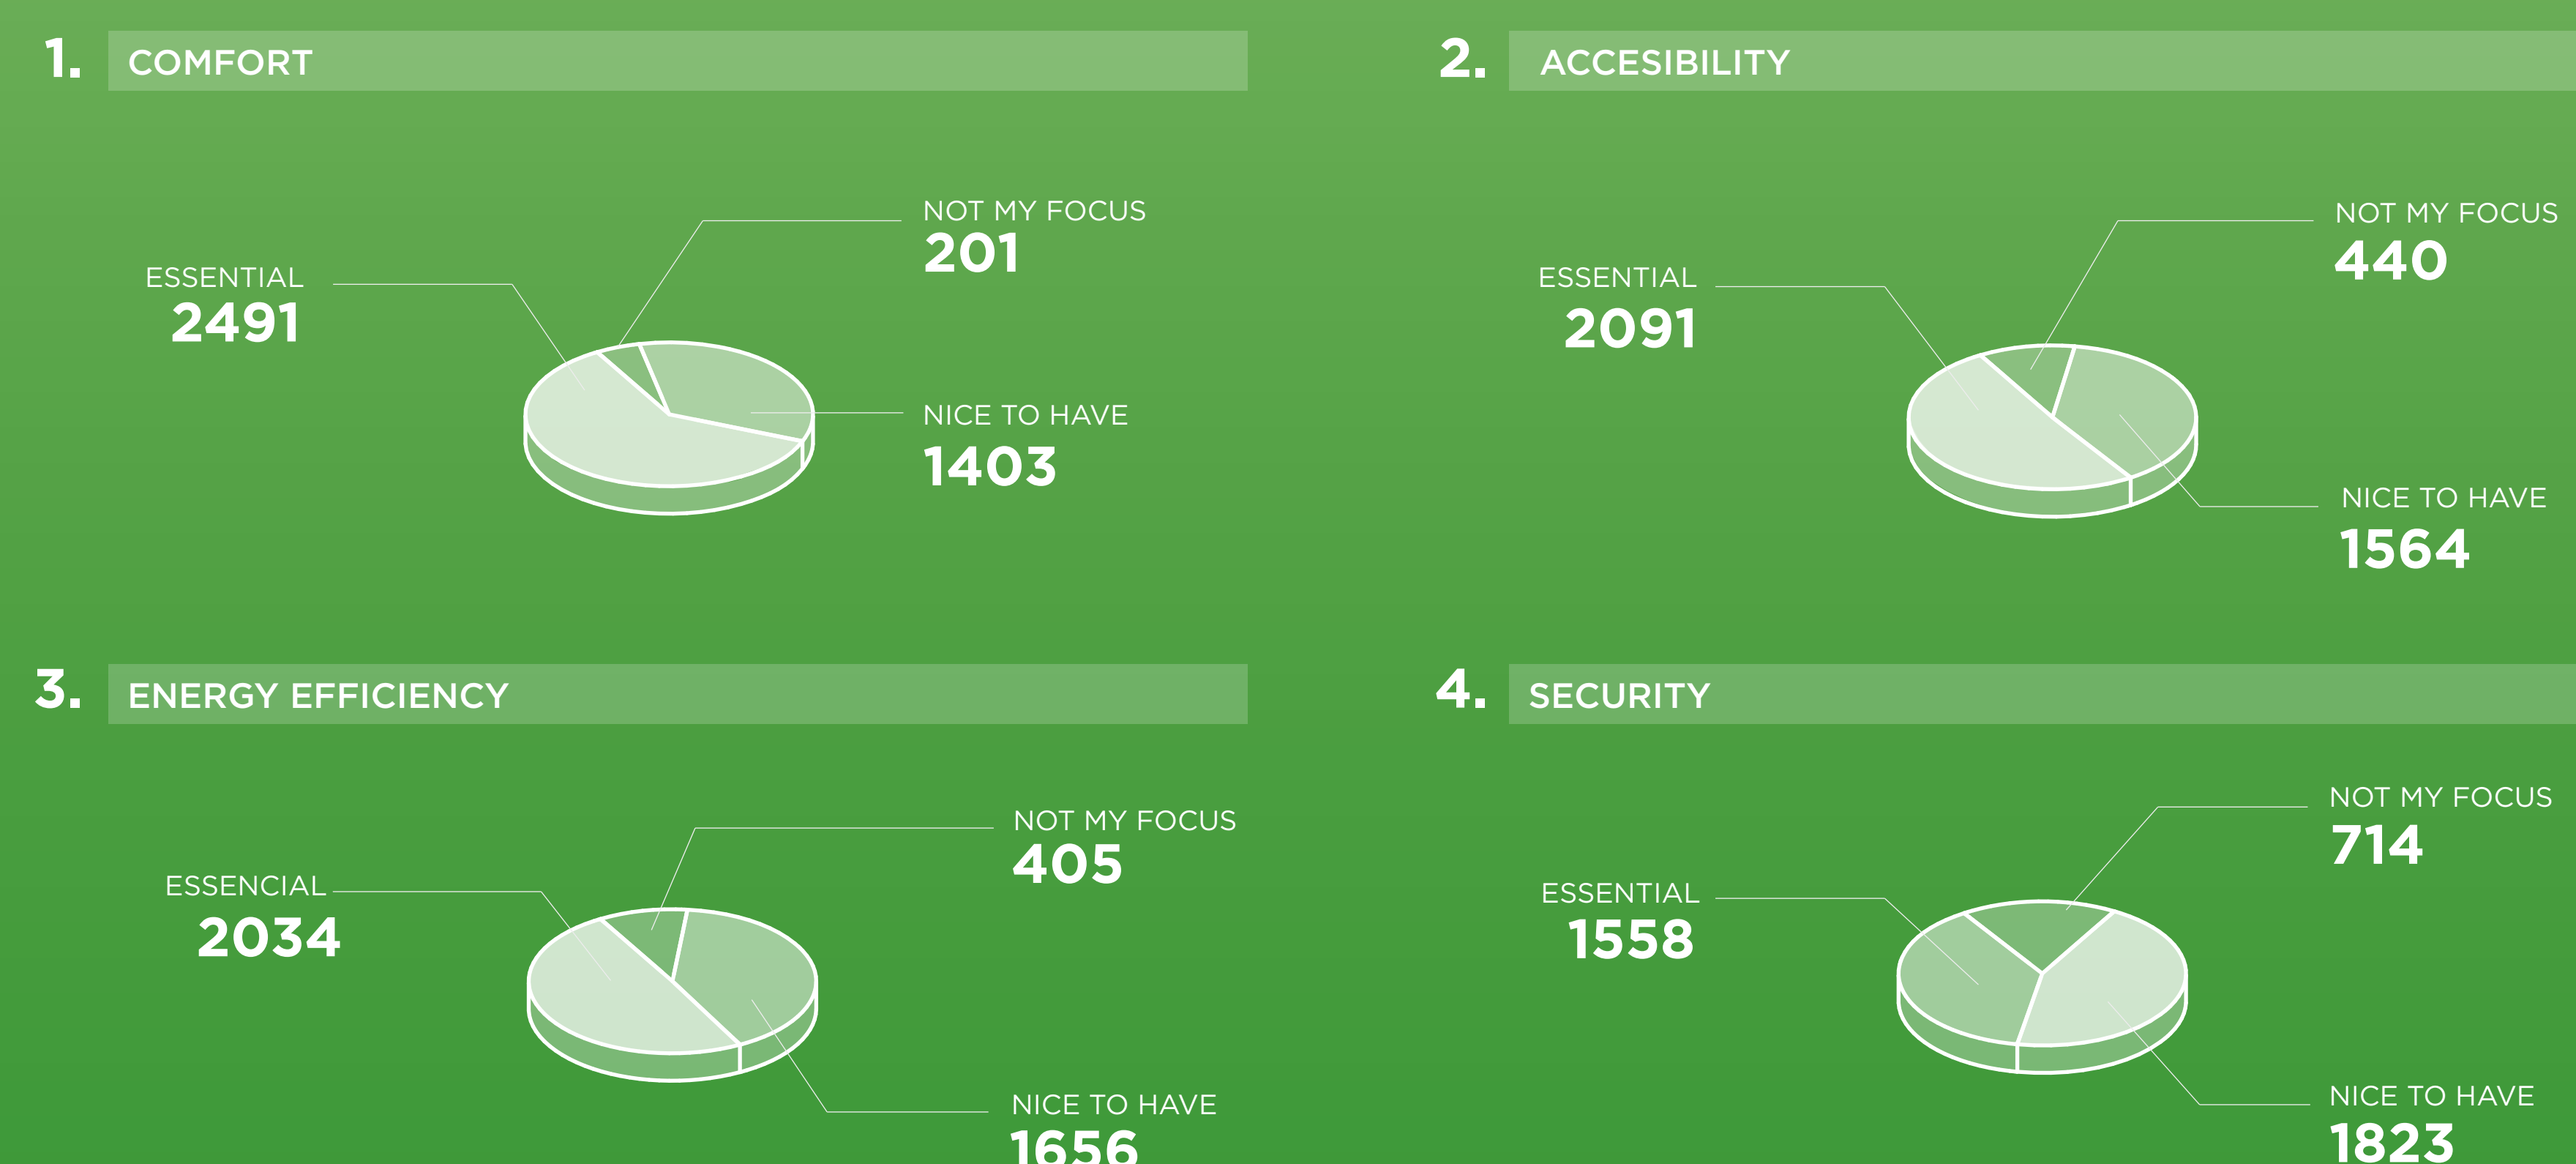 1. COMFORT
NOT MY FOCUS
201
ESSENTIAL
2491
NICE TO HAVE
1403
2. ACCESIBILITY
NOT MY FOCUS
440
ESSENTIAL
2091
NICE TO HAVE
1564
3. ENERGY EFFICIENCY
NOT MY FOCUS
405
ESSENCIAL
2034
NICE TO HAVE
1656
4. SECURITY
NOT MY FOCUS
714
ESSENTIAL
1558
NICE TO HAVE
1823